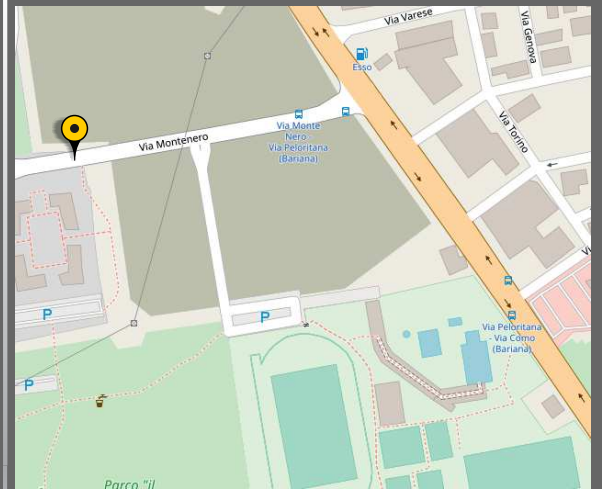 Via Varese
Via Genova
Esso
Via Torino
Via Monte
Nero -
Via Peloritana
(Bariana)
Via Montenero
P
P
Via Peloritana
- Via Como
(Bariana)
P
Parco "il